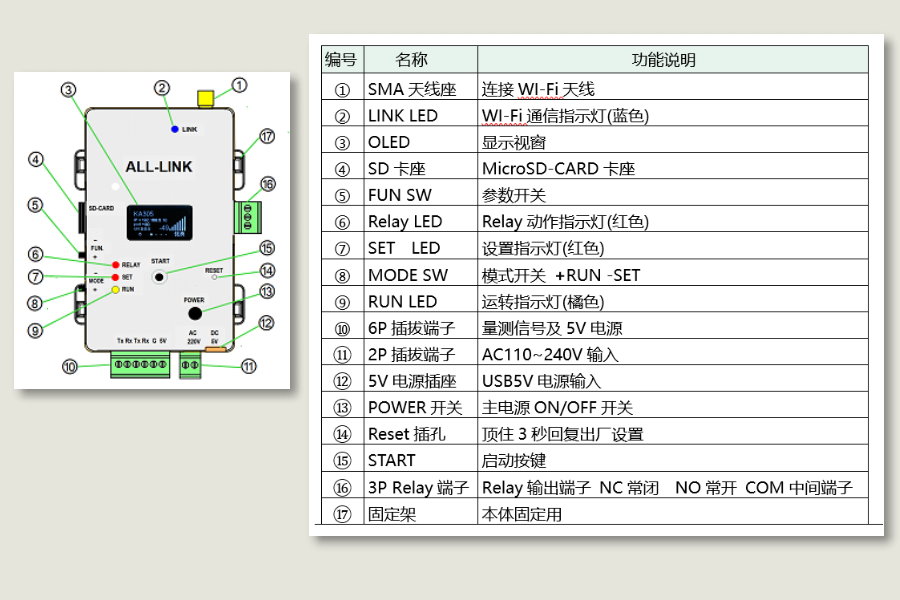 ③
②
①
LINK
⑰
ALL-LINK
④
⑯
SD-CARD
⑤
KA305
-49
FUN.
+
⑮
⑥
RELAY
START
⑭
RESET
⑦
SET
MODE
RUN
⑬
⑧
+
POWER
⑨
⑫
AC
DC
Tx Rx Tx Rx G 5V
220V
5V
⑩
⑪
编号 名称 功能说明
① SMA 天线座 连接 WI-Fi 天线
② LINK LED WI-Fi 通信指示灯(蓝色)
③ OLED 显示视窗
④ SD 卡座 MicroSD-CARD 卡座
⑤ FUN SW 参数开关
⑥ Relay LED Relay 动作指示灯(红色)
⑦ SET LED 设置指示灯(红色)
⑧ MODE SW 模式开关 +RUN -SET
⑨ RUN LED 运转指示灯(橘色)
⑩ 6P 插拔端子 量测信号及 5V 电源
⑪ 2P 插拔端子 AC110~240V 输入
⑫ 5V 电源插座 USB5V 电源输入
⑬ POWER 开关 主电源 ON/OFF 开关
⑭ Reset 插孔 顶住 3 秒回复出厂设置
⑮ START 启动按键
⑯ 3P Relay 端子 Relay 输出端子 NC 常闭 NO 常开 COM 中间端子
⑰ 固定架 本体固定用